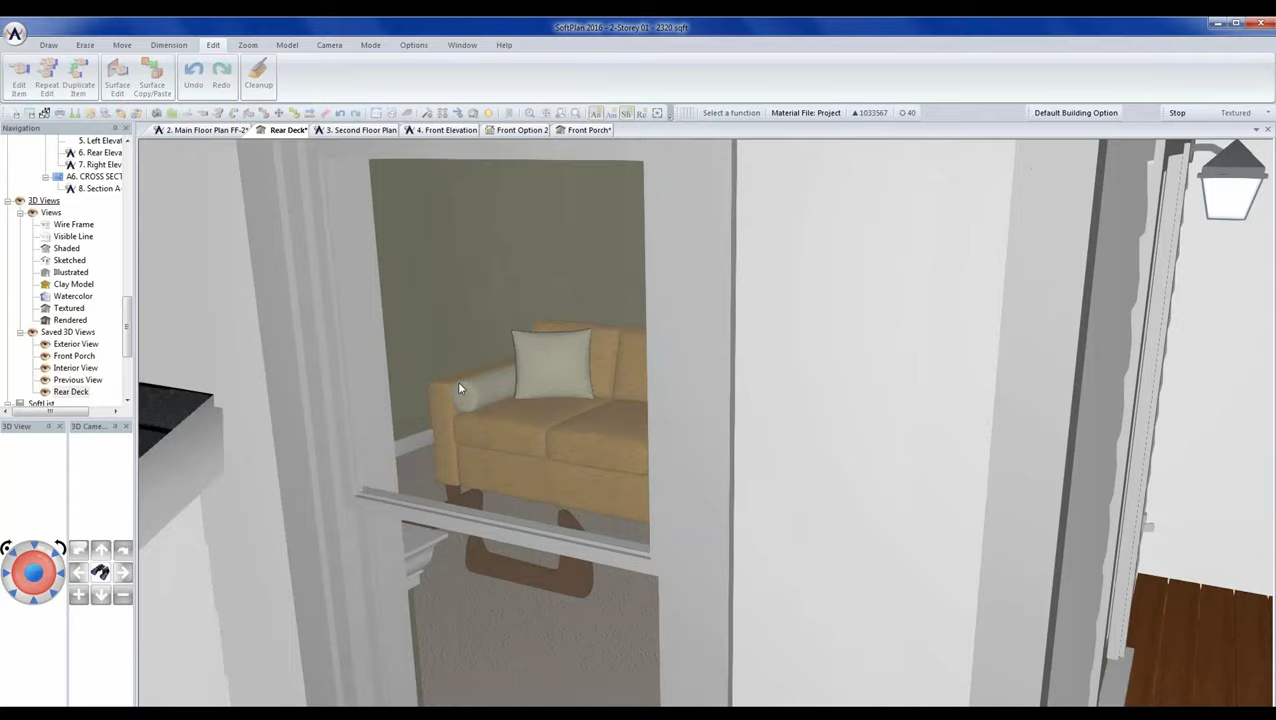 SoftPlan 2016 - 2-Storey 01 - 2320 sqft
Draw Erase Move Dimension Edit Zoom Model Camera Mode Options Window Help
Edit Item
Repeat Edit
Duplicate Item
Surface Edit
Surface Copy/Paste
Undo
Redo
Cleanup
Select a function
Material File: Project
1033567
40
Default Building Option
Stop
Textured
Navigation
2. Main Floor Plan FF-2*
Rear Deck*
3. Second Floor Plan
4. Front Elevation
Front Option 2
Front Porch*
5. Left Elevat
6. Rear Eleva
7. Right Elev
A6. CROSS SECT
8. Section A-
3D Views
Views
Wire Frame
Visible Line
Shaded
Sketched
Illustrated
Clay Model
Watercolor
Textured
Rendered
Saved 3D Views
Exterior View
Front Porch
Interior View
Previous View
Rear Deck
SoftList
3D View
3D Came...